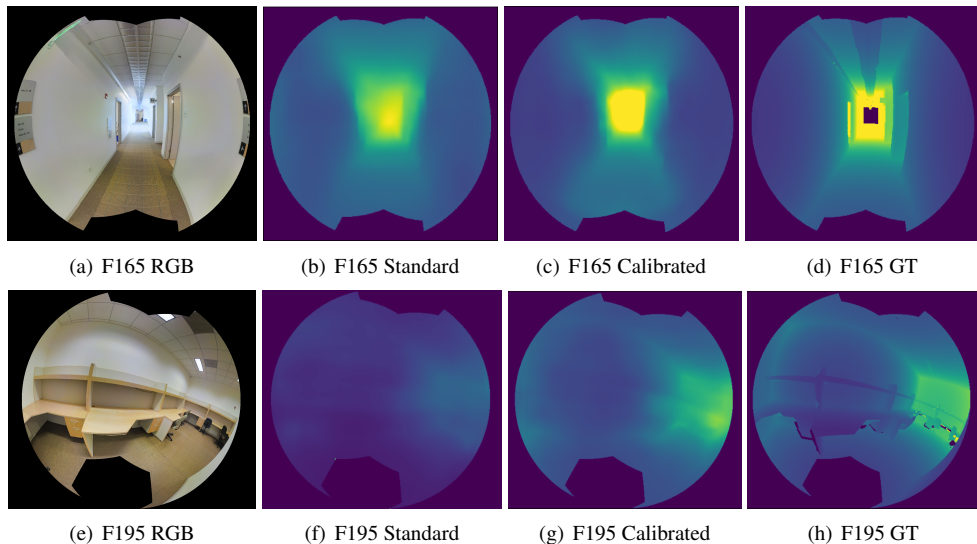 (a) F165 RGB
(b) F165 Standard
(c) F165 Calibrated
(d) F165 GT
(e) F195 RGB
(f) F195 Standard
(g) F195 Calibrated
(h) F195 GT